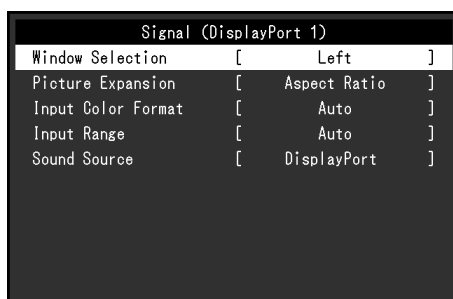 Signal (DisplayPort 1)
Window Selection [ Left ]
Picture Expansion [ Aspect Ratio ]
Input Color Format [ Auto ]
Input Range [ Auto ]
Sound Source [ DisplayPort ]